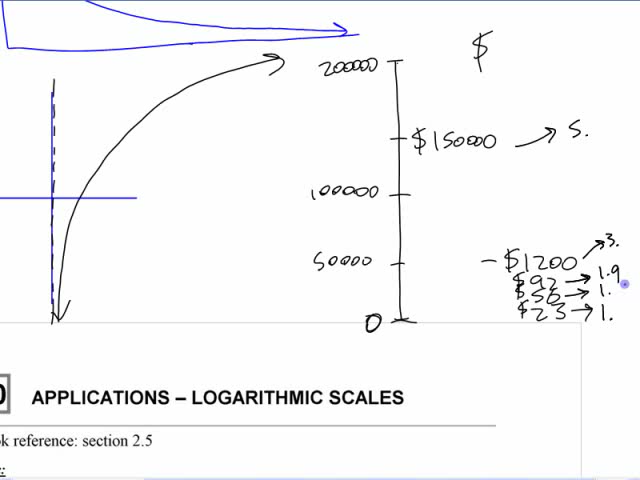 $
200000
$150000 → 5.
100000
50000
- $1200 → 3.
$92 → 1.9
$50 → 1.
$23 → 1.
0
APPLICATIONS – LOGARITHMIC SCALES
ok reference: section 2.5